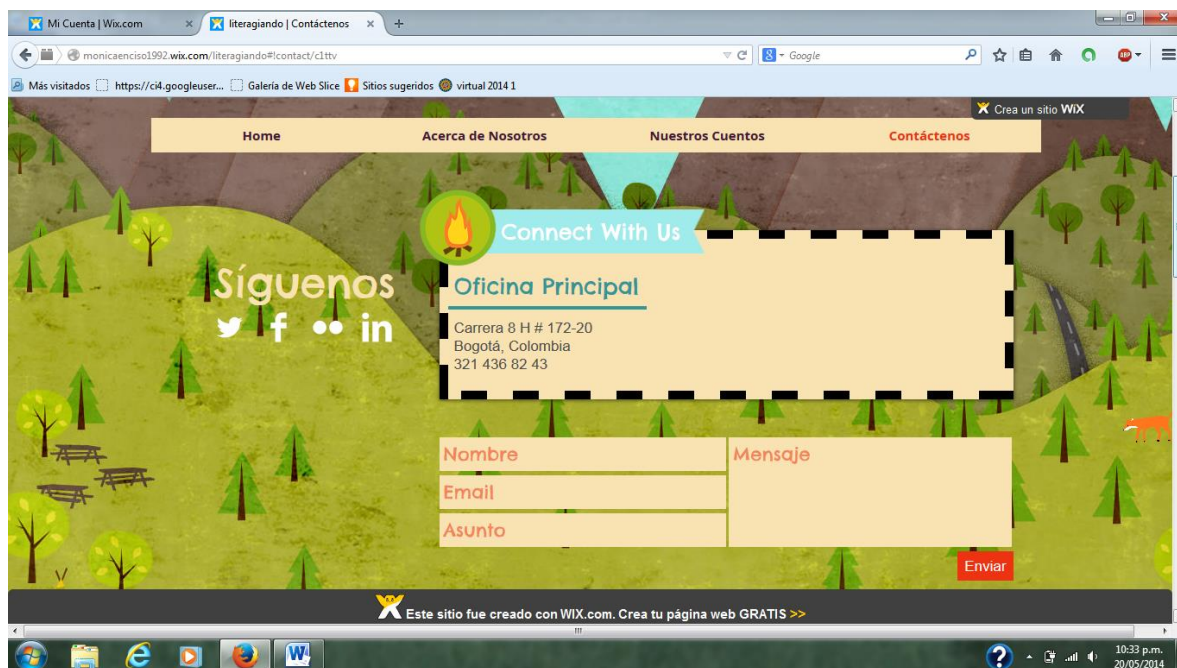 Mi Cuenta | Wix.com
literagiando | Contáctenos
monicaenciso1992.wix.com/literagiando#!contact/c1ttv
Google
Más visitados
https://ci4.googleuser...
Galería de Web Slice
Sitios sugeridos
virtual 2014 1
Crea un sitio WiX
Home
Acerca de Nosotros
Nuestros Cuentos
Contáctenos
Connect With Us
Síguenos
Oficina Principal
Carrera 8 H # 172-20
Bogotá, Colombia
321 436 82 43
Nombre
Mensaje
Email
Asunto
Enviar
Este sitio fue creado con WIX.com. Crea tu página web GRATIS >>
10:33 p.m.
20/05/2014